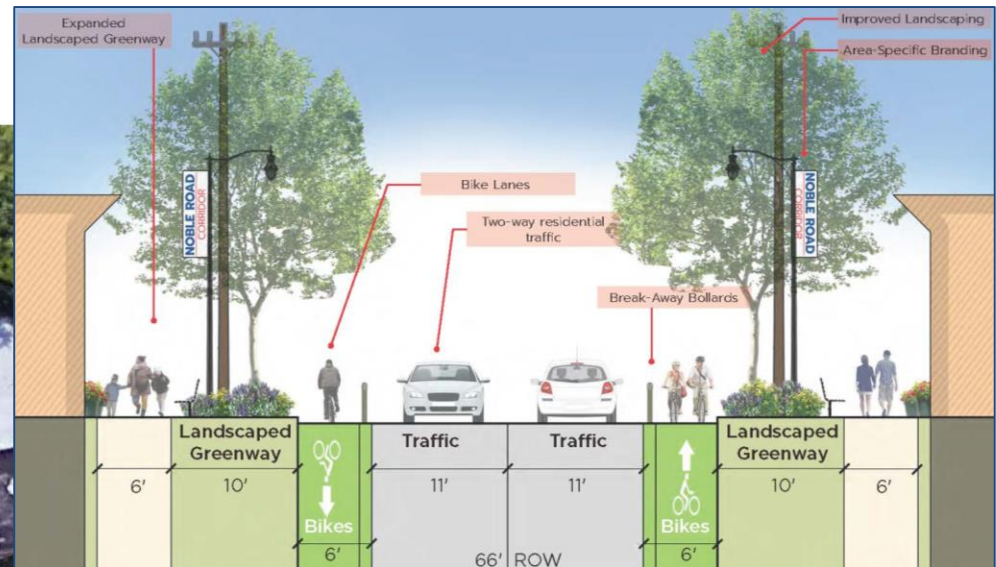 Expanded
Landscaped Greenway
Improved Landscaping
Area-Specific Branding
NOBLE ROAD
CORRIDOR
NOBLE ROAD
CORRIDOR
Bike Lanes
Two-way residential
traffic
Break-Away Bollards
Landscaped
Greenway
Traffic
Traffic
Landscaped
Greenway
6'
10'
11'
11'
10'
6'
Bikes
Bikes
6'
66' ROW
6'